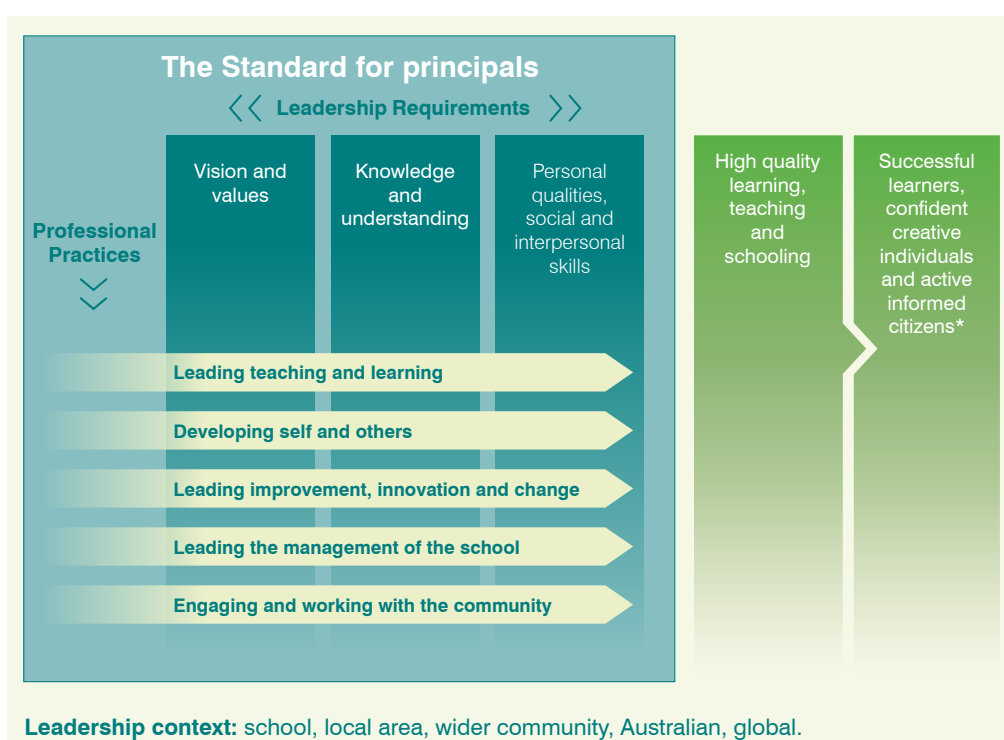 The Standard for principals
Leadership Requirements
Professional
Practices
Vision and
values
Knowledge
and
understanding
Personal
qualities,
social and
interpersonal
skills
High quality
learning,
teaching
and
schooling
Successful
learners,
confident
creative
individuals
and active
informed
citizens*
Leading teaching and learning
Developing self and others
Leading improvement, innovation and change
Leading the management of the school
Engaging and working with the community
Leadership context: school, local area, wider community, Australian, global.